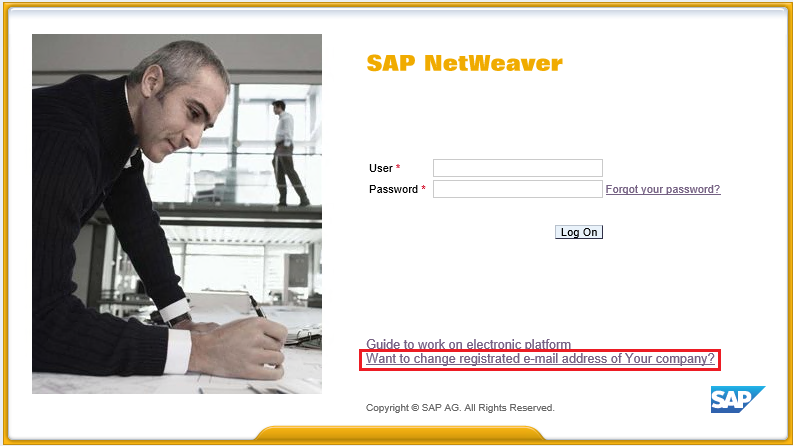 SAP NetWeaver
User *
Password *
Forgot your password?
Log On
Guide to work on electronic platform
Want to change registrated e-mail address of Your company?
Copyright © SAP AG. All Rights Reserved.
SAP